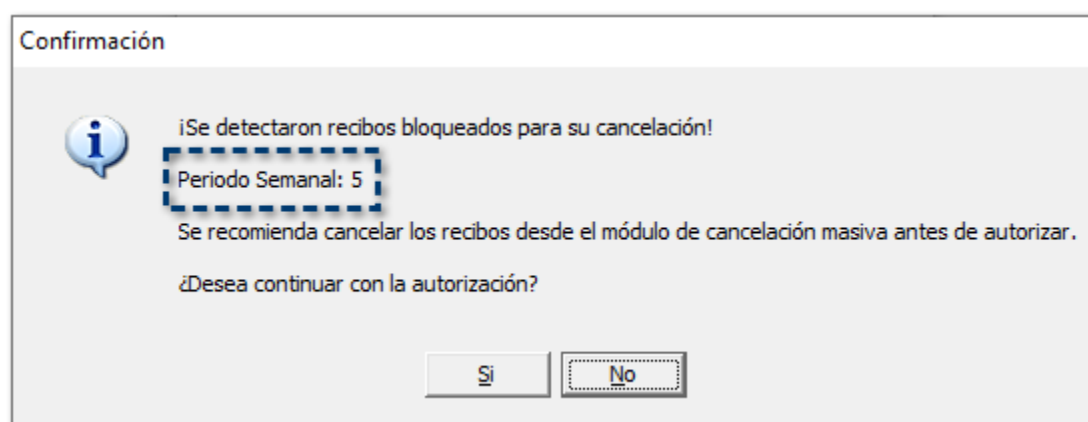 Confirmación
¡Se detectaron recibos bloqueados para su cancelación!
Periodo Semanal: 5
Se recomienda cancelar los recibos desde el módulo de cancelación masiva antes de autorizar.
¿Desea continuar con la autorización?
Si No